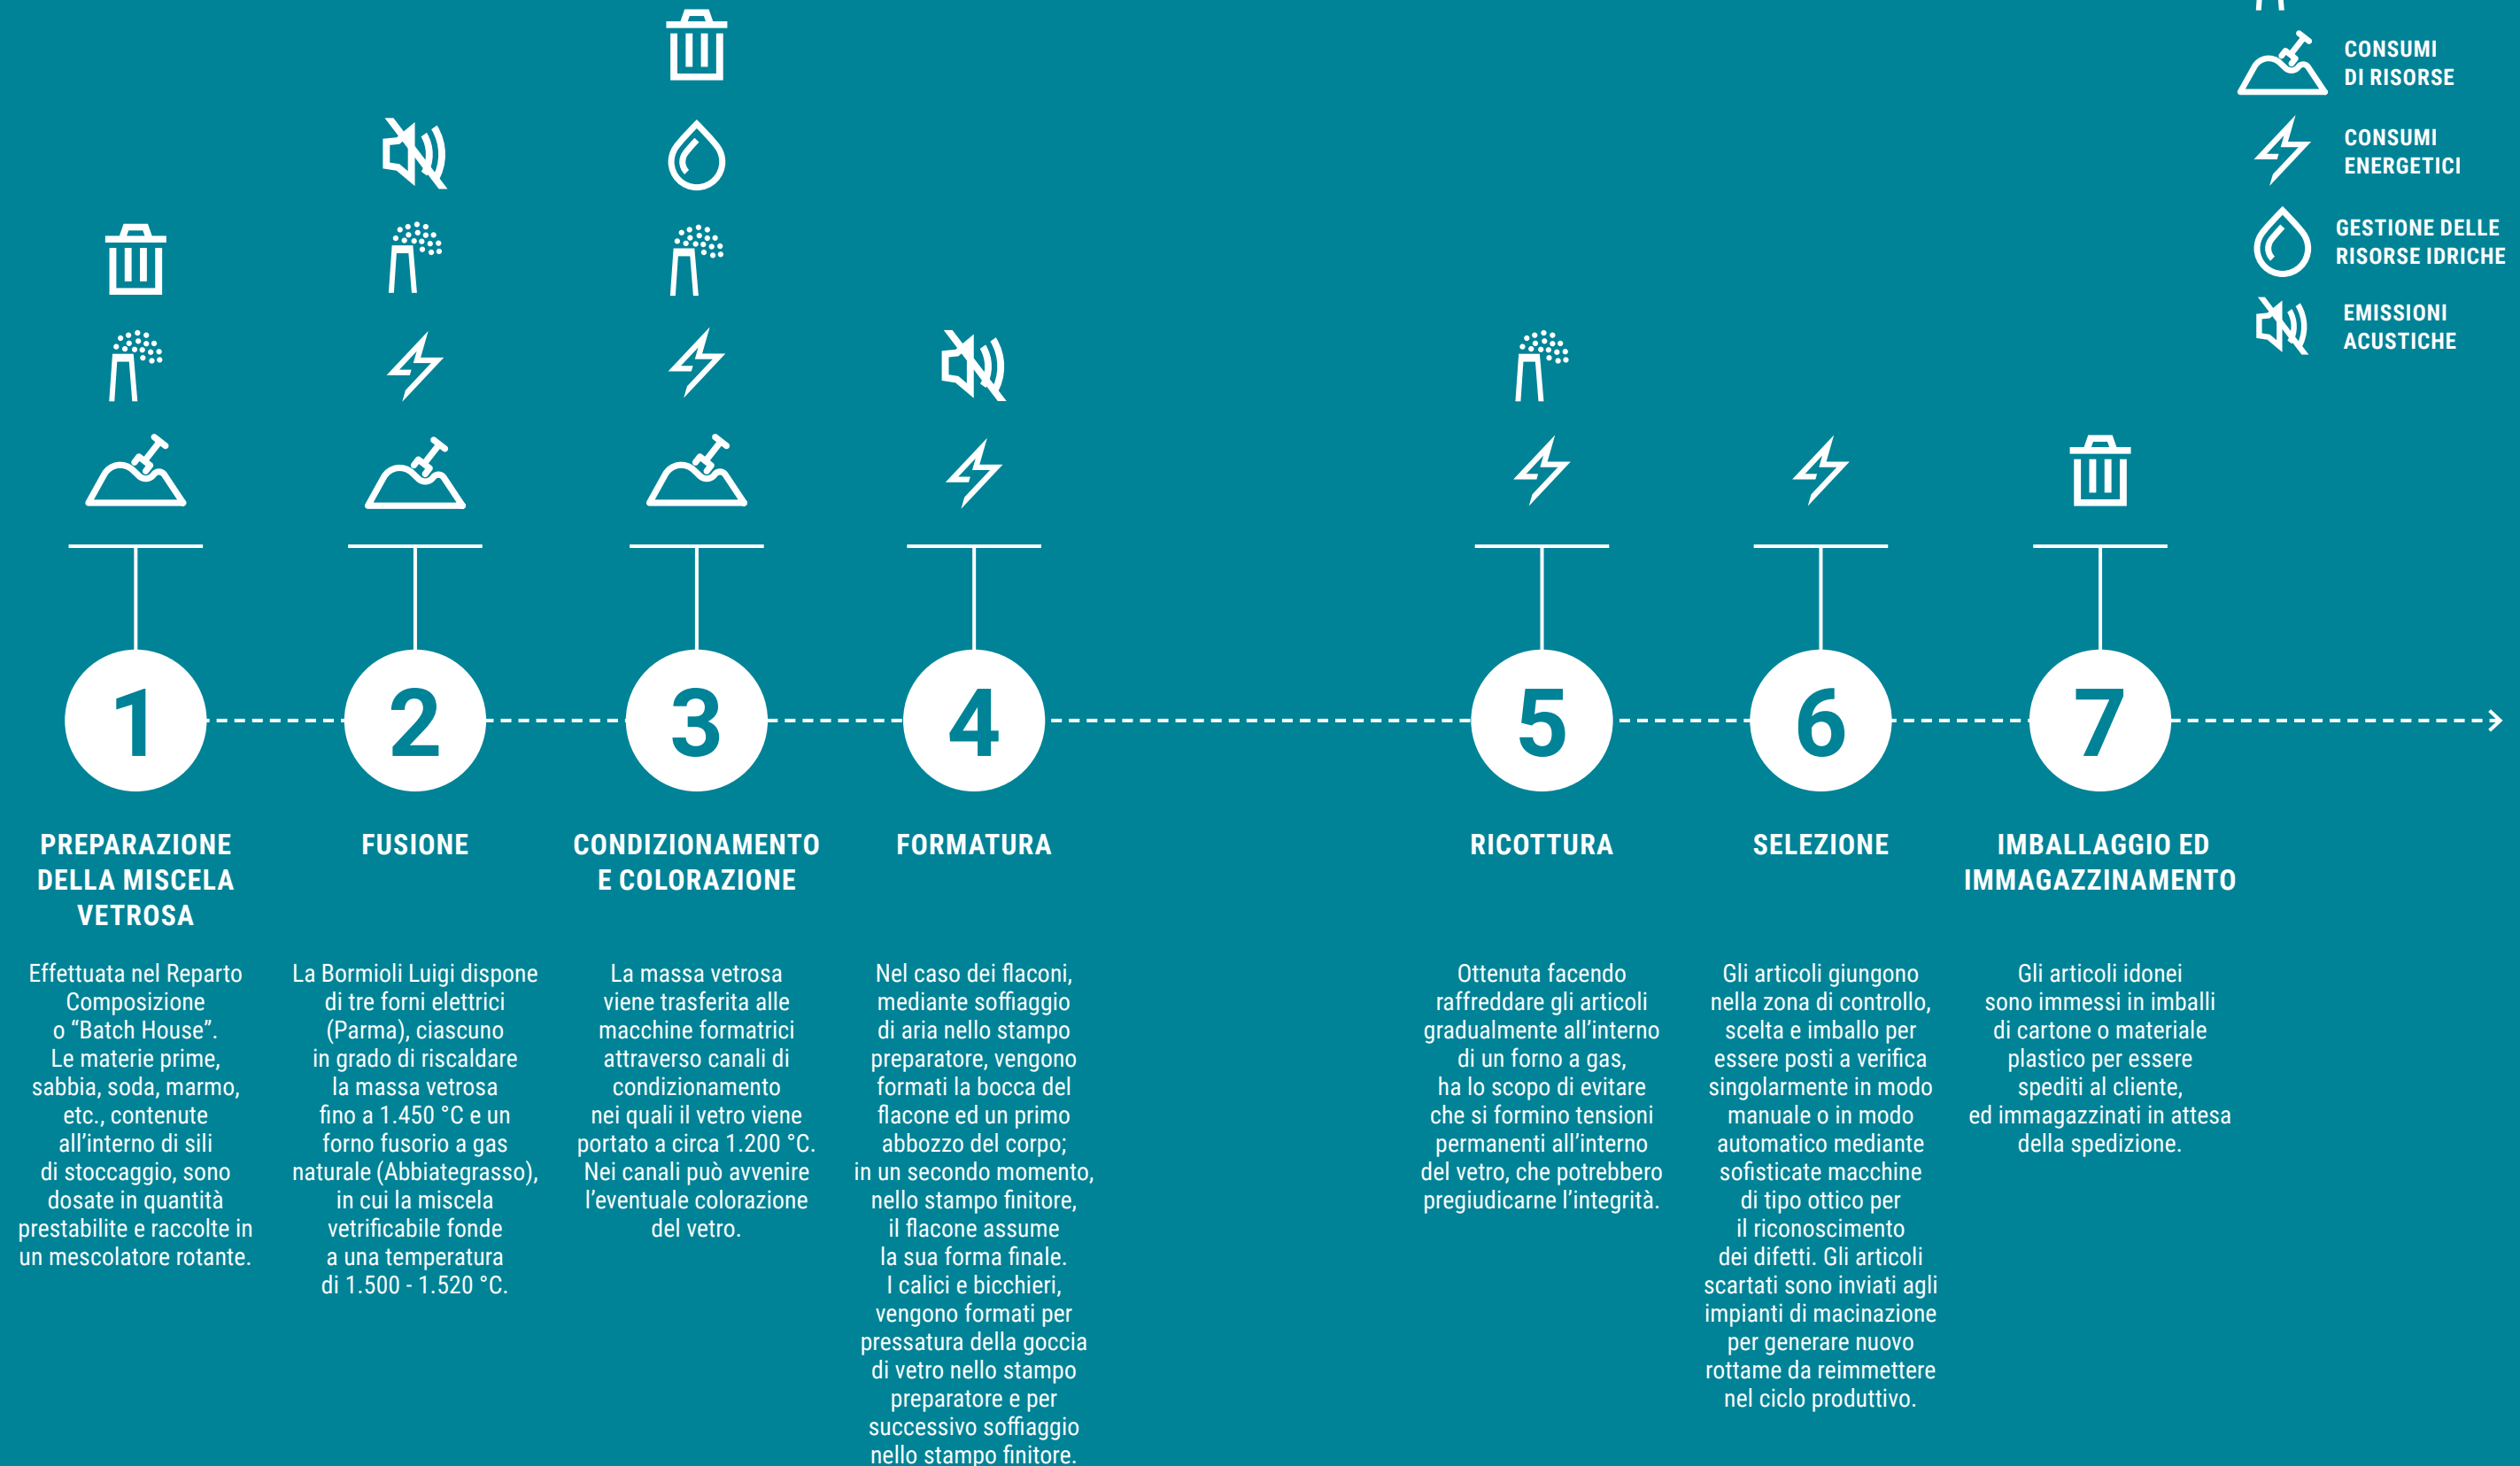 CONSUMI
DI RISORSE
CONSUMI
ENERGETICI
GESTIONE DELLE
RISORSE IDRICHE
EMISSIONI
ACUSTICHE
1
PREPARAZIONE
DELLA MISCELA
VETROSA
Effettuata nel Reparto
Composizione
o “Batch House”.
Le materie prime,
sabbia, soda, marmo,
etc., contenute
all’interno di sili
di stoccaggio, sono
dosate in quantità
prestabilite e raccolte in
un mescolatore rotante.
2
FUSIONE
La Bormioli Luigi dispone
di tre forni elettrici
(Parma), ciascuno
in grado di riscaldare
la massa vetrosa
fino a 1.450 °C e un
forno fusorio a gas
naturale (Abbiategrasso),
in cui la miscela
vetrificabile fonde
a una temperatura
di 1.500 - 1.520 °C.
3
CONDIZIONAMENTO
E COLORAZIONE
La massa vetrosa
viene trasferita alle
macchine formatrici
attraverso canali di
condizionamento
nei quali il vetro viene
portato a circa 1.200 °C.
Nei canali può avvenire
l’eventuale colorazione
del vetro.
4
FORMATURA
Nel caso dei flaconi,
mediante soffiaggio
di aria nello stampo
preparatore, vengono
formati la bocca del
flacone ed un primo
abbozzo del corpo;
in un secondo momento,
nello stampo finitore,
il flacone assume
la sua forma finale.
I calici e bicchieri,
vengono formati per
pressatura della goccia
di vetro nello stampo
preparatore e per
successivo soffiaggio
nello stampo finitore.
5
RICOTTURA
Ottenuta facendo
raffreddare gli articoli
gradualmente all’interno
di un forno a gas,
ha lo scopo di evitare
che si formino tensioni
permanenti all’interno
del vetro, che potrebbero
pregiudicarne l’integrità.
6
SELEZIONE
Gli articoli giungono
nella zona di controllo,
scelta e imballo per
essere posti a verifica
singolarmente in modo
manuale o in modo
automatico mediante
sofisticate macchine
di tipo ottico per
il riconoscimento
dei difetti. Gli articoli
scartati sono inviati agli
impianti di macinazione
per generare nuovo
rottame da reimmettere
nel ciclo produttivo.
7
IMBALLAGGIO ED
IMMAGAZZINAMENTO
Gli articoli idonei
sono immessi in imballi
di cartone o materiale
plastico per essere
spediti al cliente,
ed immagazzinati in attesa
della spedizione.